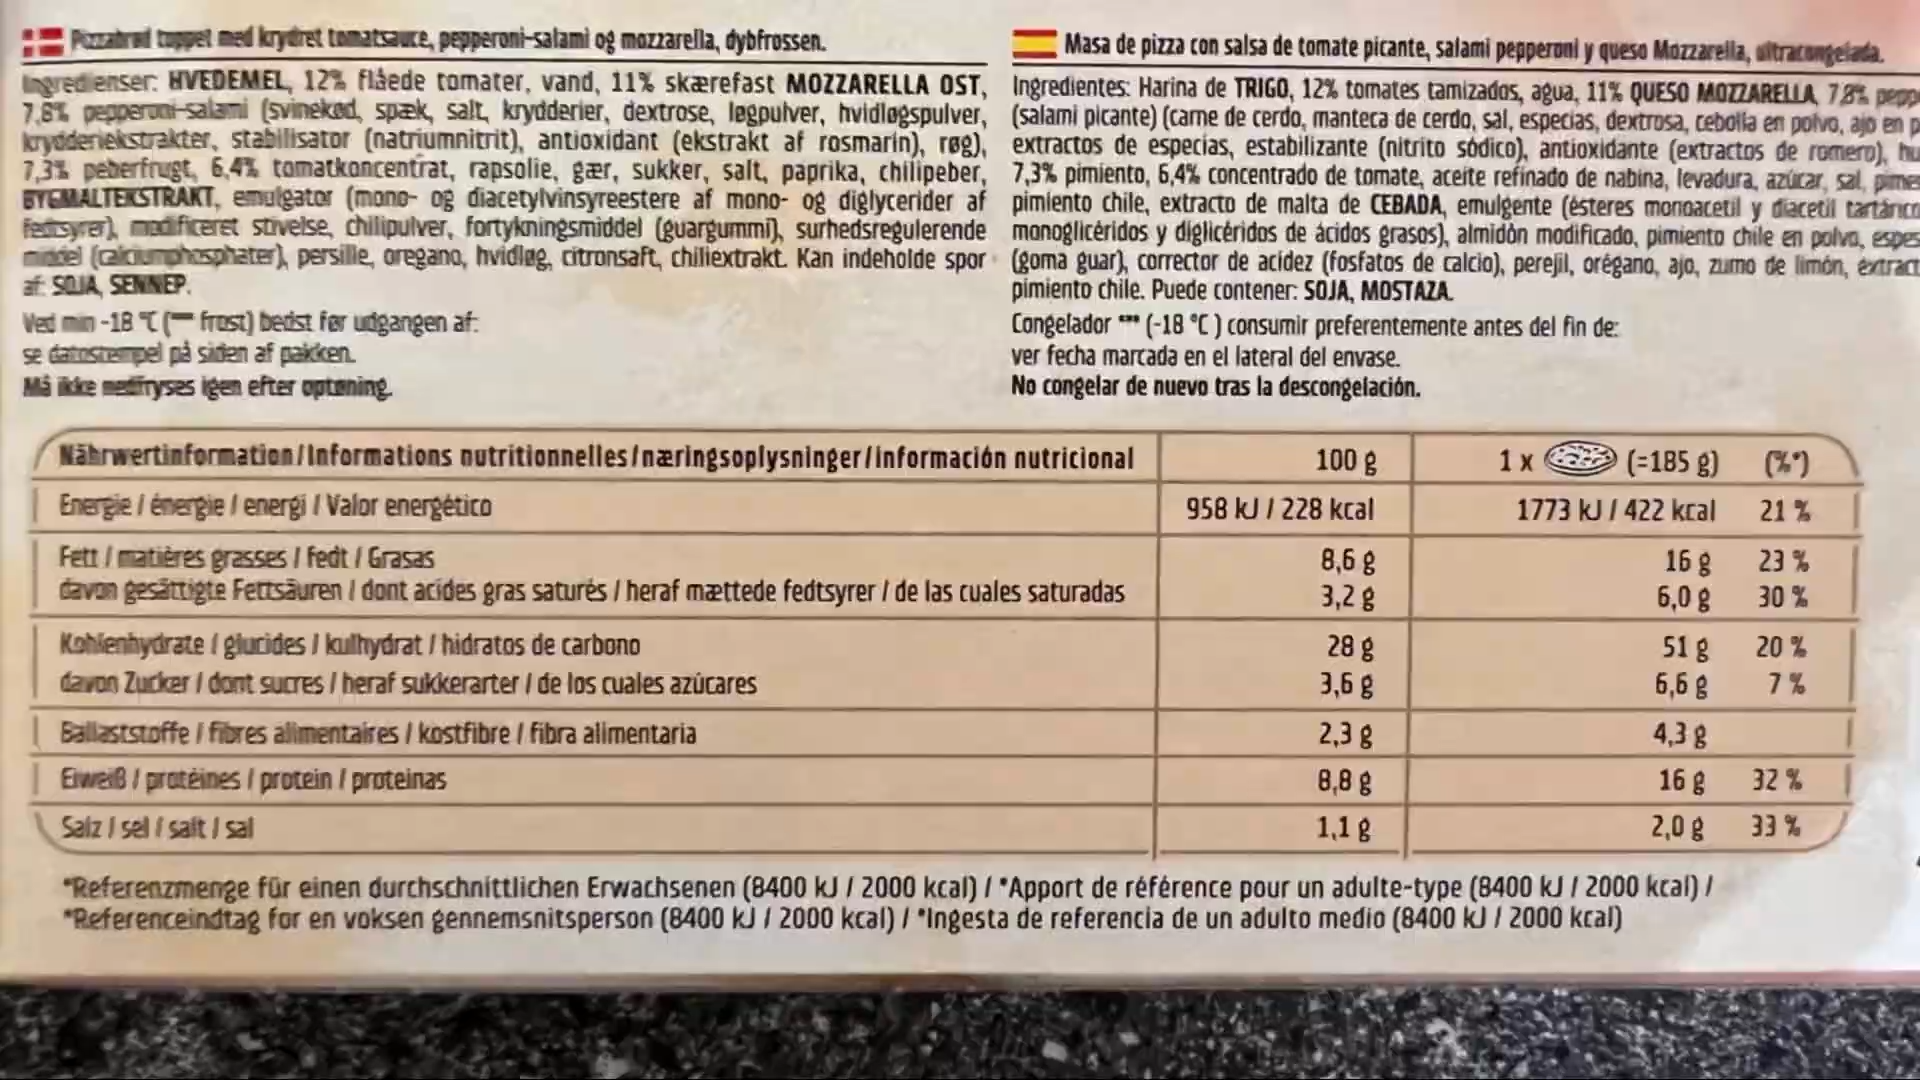 Pizzabrød toppet med krydret tomatsauce, pepperoni-salami og mozzarella, dybfrossen.
Ingredienser: HVEDEMEL, 12% flåede tomater, vand, 11% skærefast MOZZARELLA OST,
7,8% pepperoni-salami (svinekød, spæk, salt, krydderier, dextrose, løgpulver, hvidløgspulver,
krydderiekstrakter, stabilisator (natriumnitrit), antioxidant (ekstrakt af rosmarin), røg),
7,3% peberfrugt, 6,4% tomatkoncentrat, rapsolie, gær, sukker, salt, paprika, chilipeber,
BYGMALTEKSTRAKT, emulgator (mono- og diacetylvinsyreestere af mono- og diglycerider af
fedtsyrer), modificeret stivelse, chilipulver, fortykningsmiddel (guargummi), surhedsregulerende
middel (calciumphosphater), persille, oregano, hvidløg, citronsaft, chiliextrakt. Kan indeholde spor
af: SOJA, SENNEP.
Ved min -18 °C (*** frost) bedst før udgangen af:
se datostempel på siden af pakken.
Må ikke nedfryses igen efter optøning.
Masa de pizza con salsa de tomate picante, salami pepperoni y queso Mozzarella, ultracongelada.
Ingredientes: Harina de TRIGO, 12% tomates tamizados, agua, 11% QUESO MOZZARELLA, 7,8%
(salami picante) (carne de cerdo, manteca de cerdo, sal, especias, dextrosa, cebolla en polvo, ajo en
extractos de especias, estabilizante (nitrito sódico), antioxidante (extractos de romero),
7,3% pimiento, 6,4% concentrado de tomate, aceite refinado de nabina, levadura, azúcar, sal,
pimiento chile, extracto de malta de CEBADA, emulgente (ésteres monoacetil y diacetil
monoglicéridos y diglicéridos de ácidos grasos), almidón modificado, pimiento chile en polvo,
(goma guar), corrector de acidez (fosfatos de calcio), perejil, orégano, ajo, zumo de limón,
pimiento chile. Puede contener: SOJA, MOSTAZA.
Congelador *** (-18 °C) consumir preferentemente antes del fin de:
ver fecha marcada en el lateral del envase.
No congelar de nuevo tras la descongelación.
Nährwertinformation/Informations nutritionnelles/næringsoplysninger/información nutricional 100 g 1 x (=185 g) (%*)
Energie / énergie / energi / Valor energético 958 kJ / 228 kcal 1773 kJ / 422 kcal 21 %
Fett / matières grasses / fedt / Grasas 8,6 g 16 g 23 %
davon gesättigte Fettsäuren / dont acides gras saturés / heraf mættede fedtsyrer / de las cuales saturadas 3,2 g 6,0 g 30 %
Kohlenhydrate / glucides / kulhydrat / hidratos de carbono 28 g 51 g 20 %
davon Zucker / dont sucres / heraf sukkerarter / de los cuales azúcares 3,6 g 6,6 g 7 %
Ballaststoffe / fibres alimentaires / kostfibre / fibra alimentaria 2,3 g 4,3 g
Eiweiß / protéines / protein / proteinas 8,8 g 16 g 32 %
Salz / sel / salt / sal 1,1 g 2,0 g 33 %
*Referenzmenge für einen durchschnittlichen Erwachsenen (8400 kJ / 2000 kcal) / *Apport de référence pour un adulte-type (8400 kJ / 2000 kcal) /
*Referenceindtag for en voksen gennemsnitsperson (8400 kJ / 2000 kcal) / *Ingesta de referencia de un adulto medio (8400 kJ / 2000 kcal)